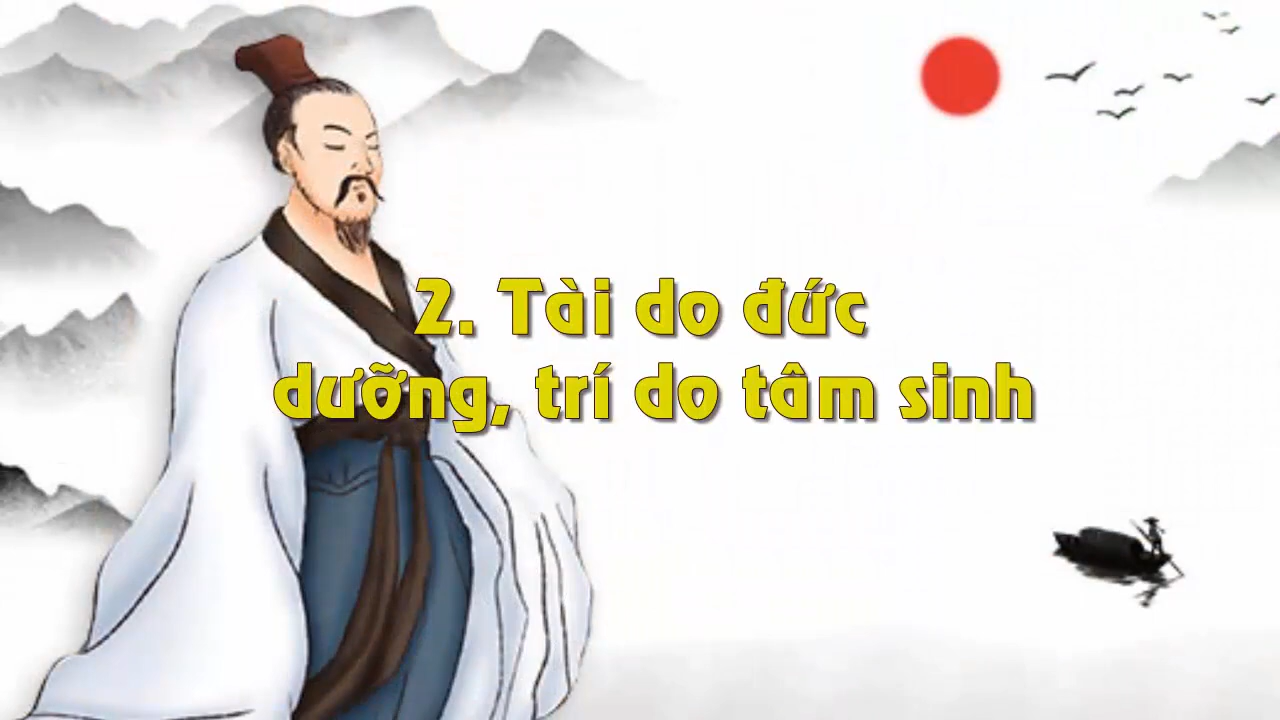 2. Tài do đức
dưỡng, trí do tâm sinh